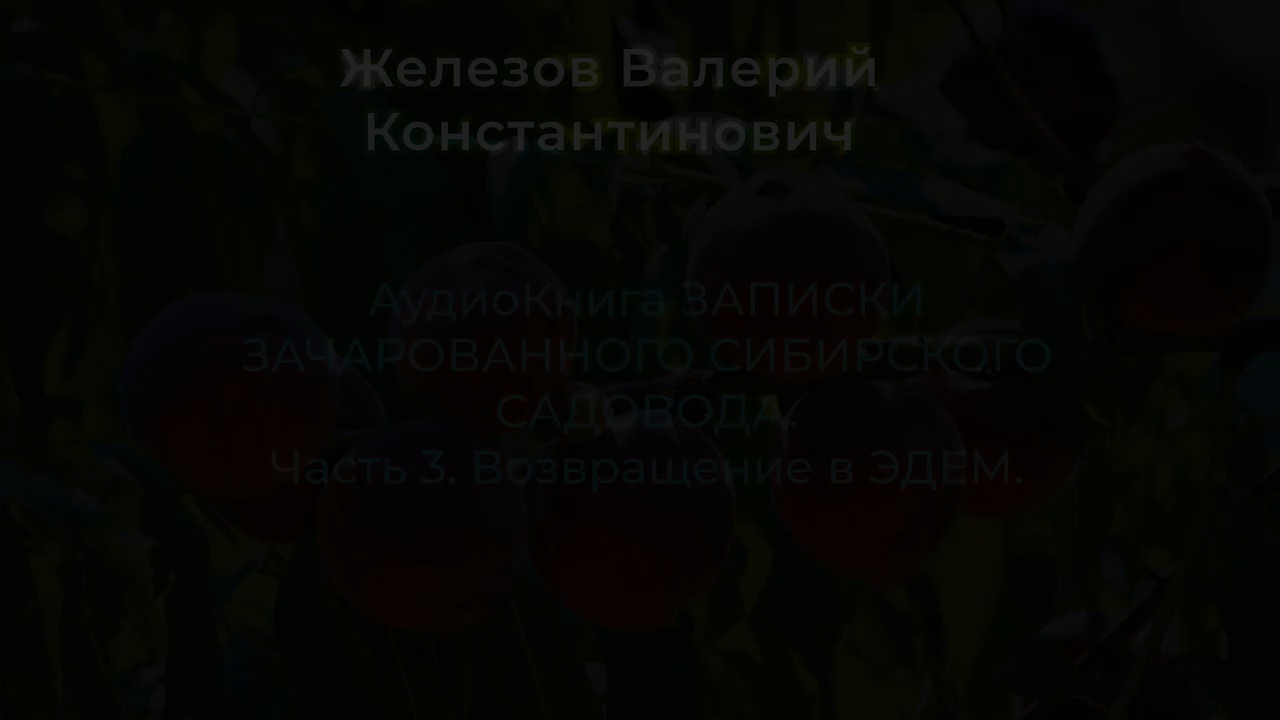 Железов Валерий
Константинович
АудиоКнига ЗАПИСКИ
ЗАЧАРОВАННОГО СИБИРСКОГО
САДОВОДА.
Часть 3. Возвращение в ЭДЕМ.